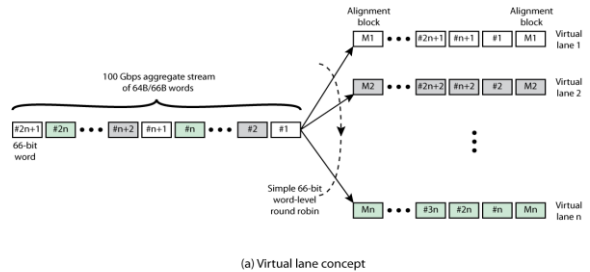 Alignment
block
Alignment
block
M1 ••• #2n+1 #n+1 #1 M1
Virtual
lane 1
100 Gbps aggregate stream
of 64B/66B words
M2 ••• #2n+2 #n+2 #2 M2
Virtual
lane 2
#2n+1 #2n ••• #n+2 #n+1 #n ••• #2 #1
66-bit
word
Simple 66-bit
word-level
round robin
Mn ••• #3n #2n #n Mn
Virtual
lane n
(a) Virtual lane concept